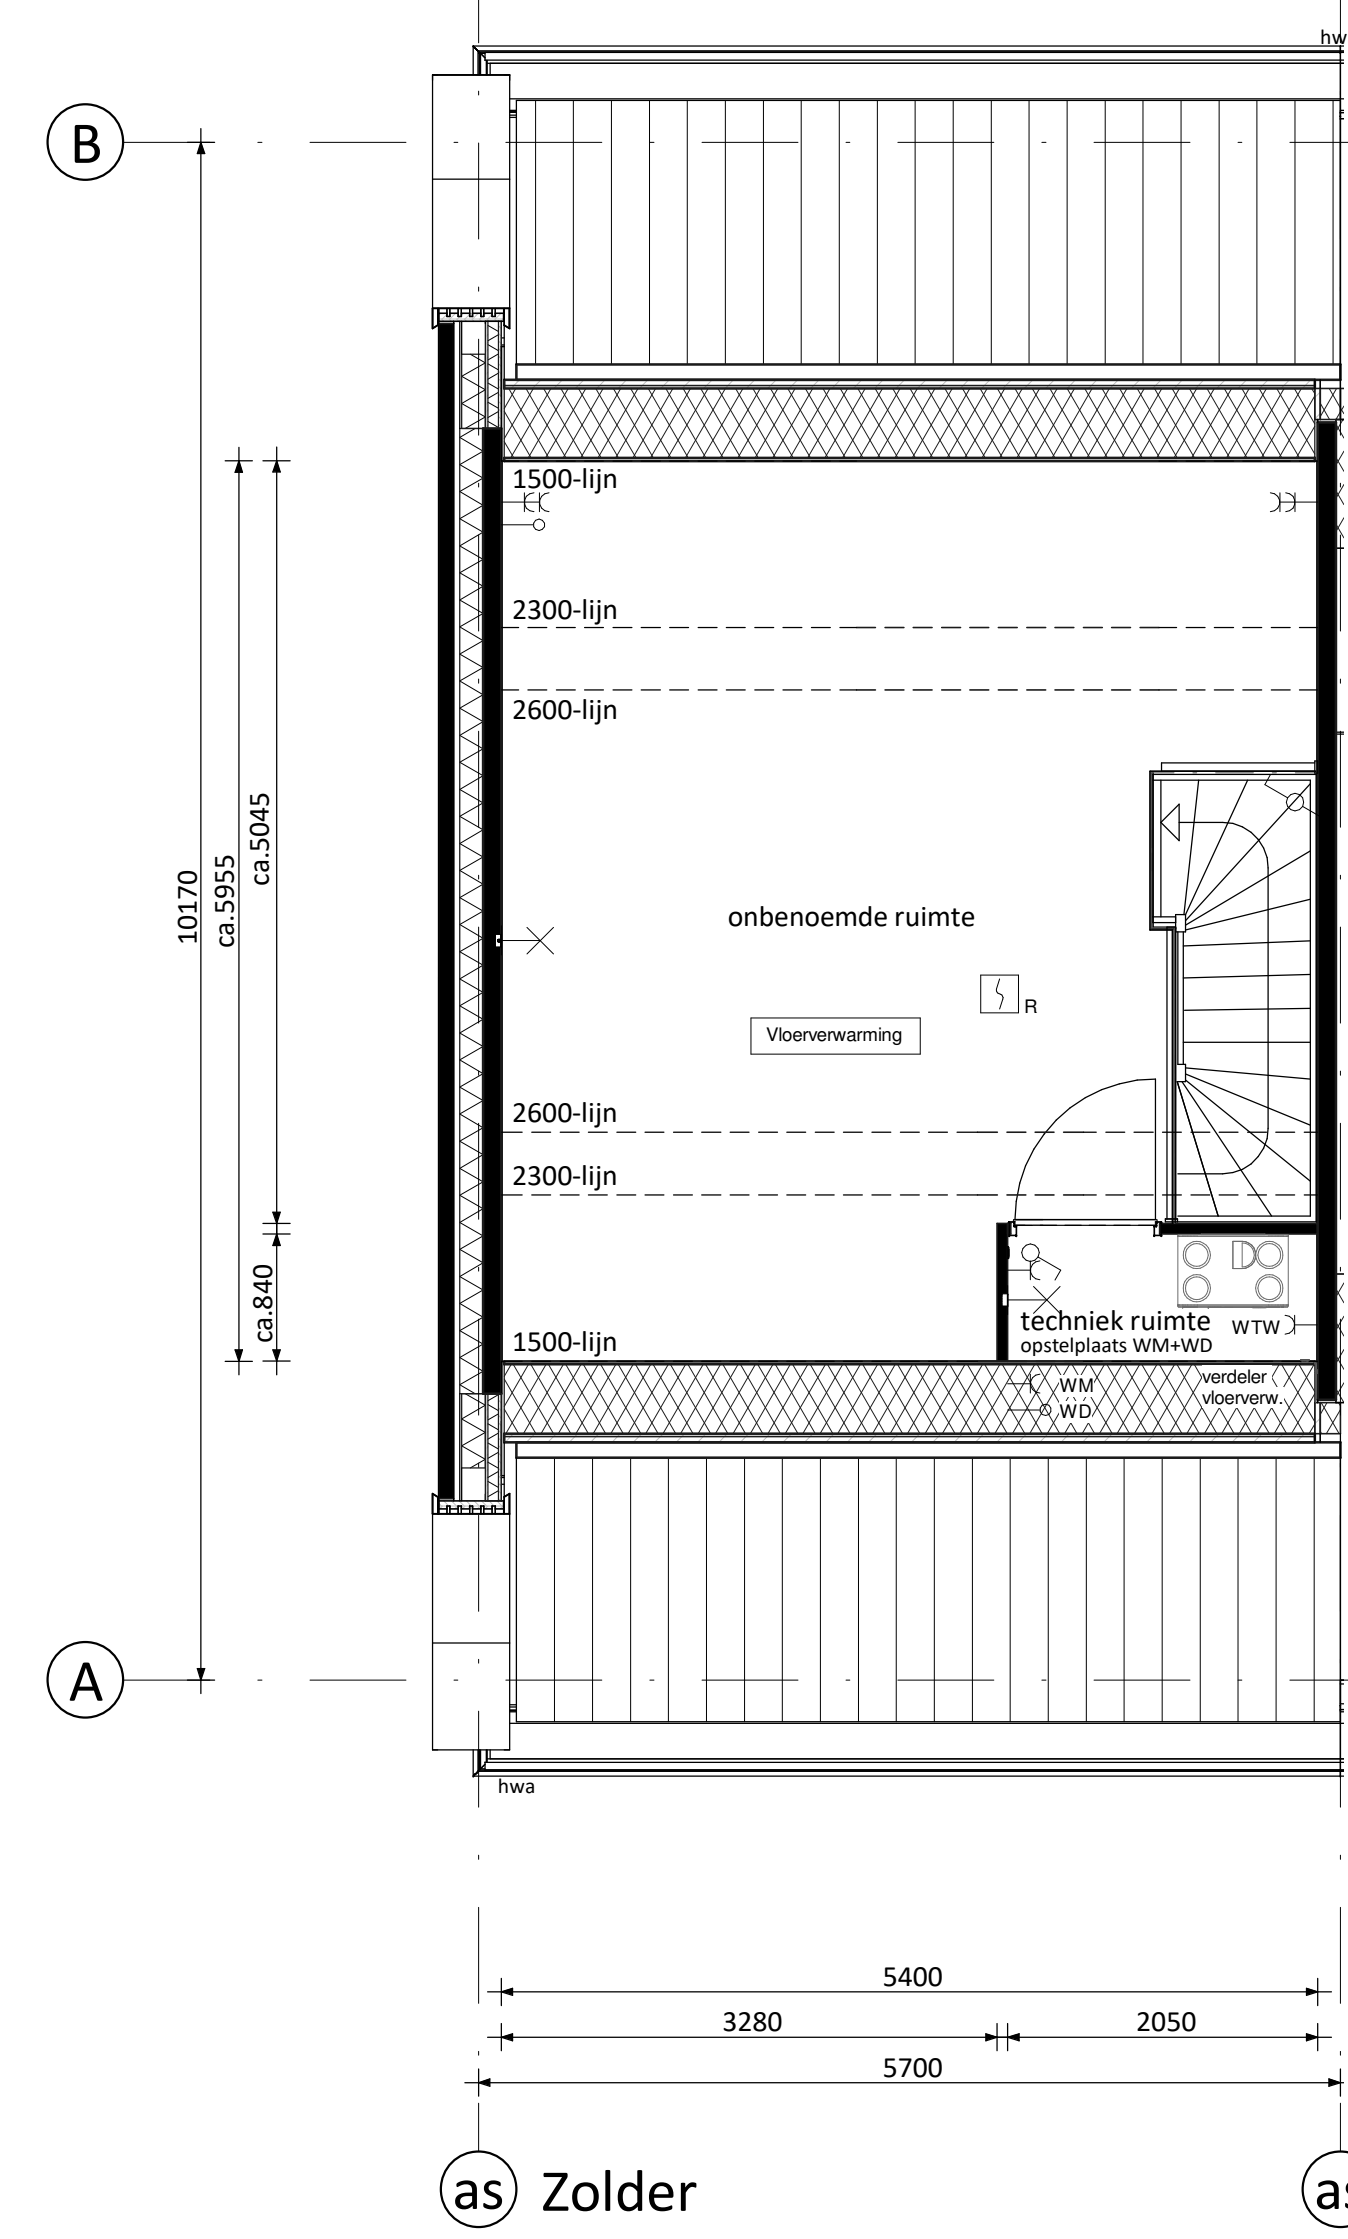 hw
B
1500-lijn
2300-lijn
2600-lijn
10170
ca.5955
ca.5045
onbenoemde ruimte
R
Vloerverwarming
2600-lijn
2300-lijn
ca.840
1500-lijn
techniek ruimte
opstelplaats WM+WD
WTW
WM
WD
verdeler
vloerverw.
A
hwa
5400
3280
2050
5700
as
Zolder
as